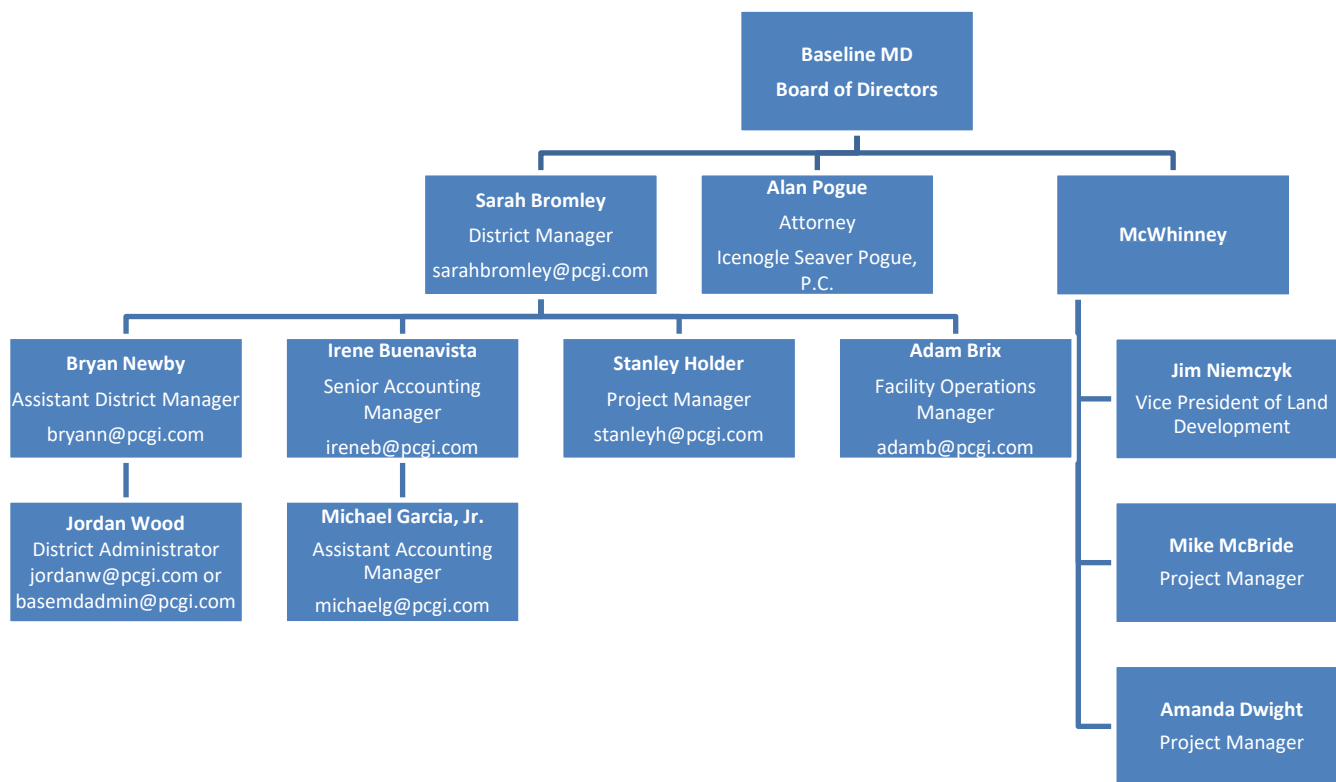 Baseline MD
Board of Directors
Sarah Bromley
District Manager
sarahbromley@pcgi.com
Alan Pogue
Attorney
Icenogle Seaver Pogue,
P.C.
McWhinney
Bryan Newby
Assistant District Manager
bryann@pcgi.com
Irene Buenavista
Senior Accounting
Manager
ireneb@pcgi.com
Stanley Holder
Project Manager
stanleyh@pcgi.com
Adam Brix
Facility Operations
Manager
adamb@pcgi.com
Jim Niemczyk
Vice President of Land
Development
Jordan Wood
District Administrator
jordanw@pcgi.com or
basemdadmin@pcgi.com
Michael Garcia, Jr.
Assistant Accounting
Manager
michaelg@pcgi.com
Mike McBride
Project Manager
Amanda Dwight
Project Manager